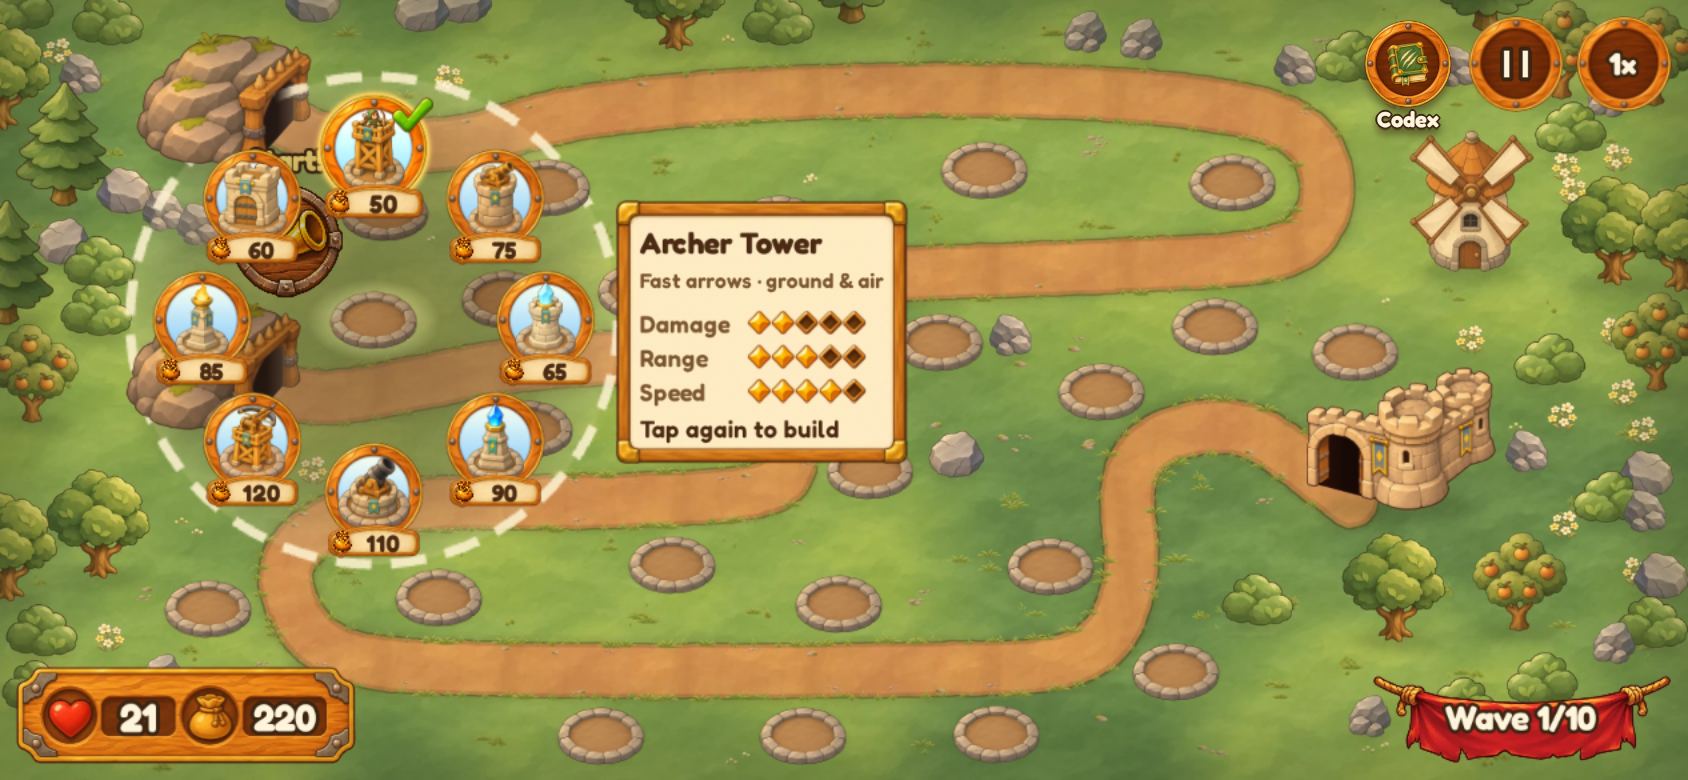 1x
Codex
50
60
75
Archer Tower
Fast arrows · ground & air
Damage
Range
Speed
Tap again to build
85
65
120
90
110
21
220
Wave 1/10